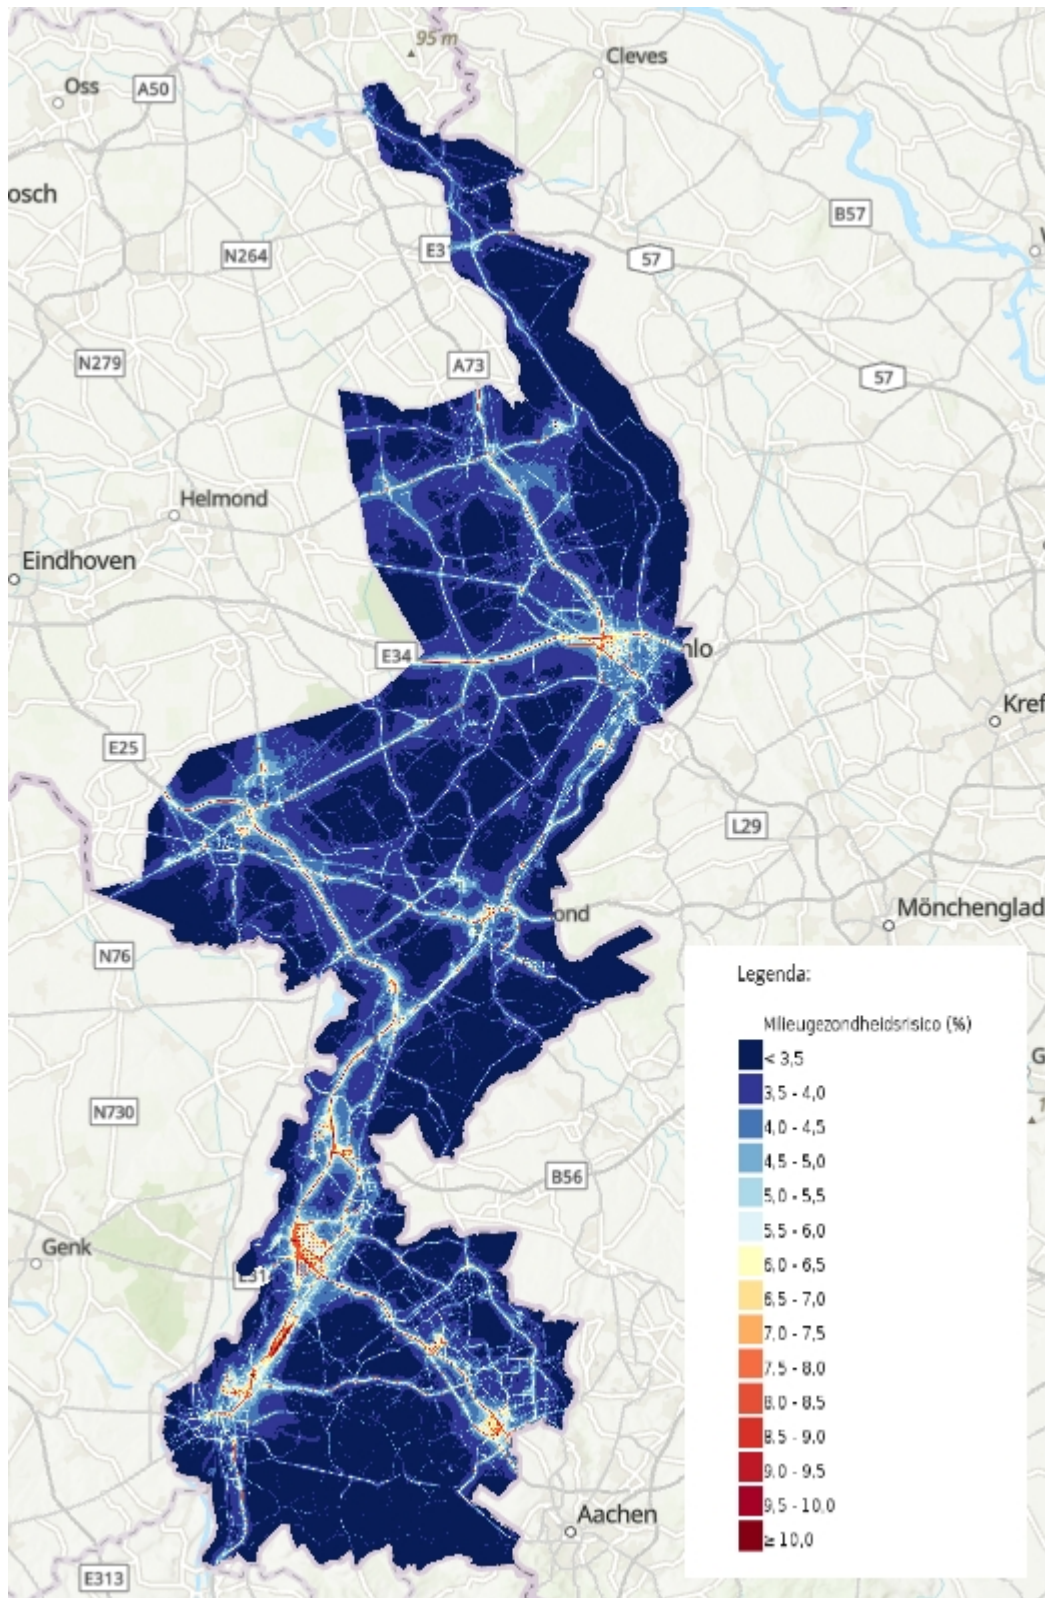 95 m
Cleves
Oss
A50
osch
B57
N264
E31
57
N279
A73
57
Helmond
Eindhoven
E34
nlo
Kref
E25
L29
ond
Mönchenglad
N76
Legenda:
Milieugezondheidsrisico (%)
< 3,5
3,5 - 4,0
4,0 - 4,5
4,5 - 5,0
5,0 - 5,5
5,5 - 6,0
6,0 - 6,5
6,5 - 7,0
7,0 - 7,5
7,5 - 8,0
8,0 - 8,5
8,5 - 9,0
9,0 - 9,5
9,5 - 10,0
≥ 10,0
G
N730
B56
Genk
Aachen
E313